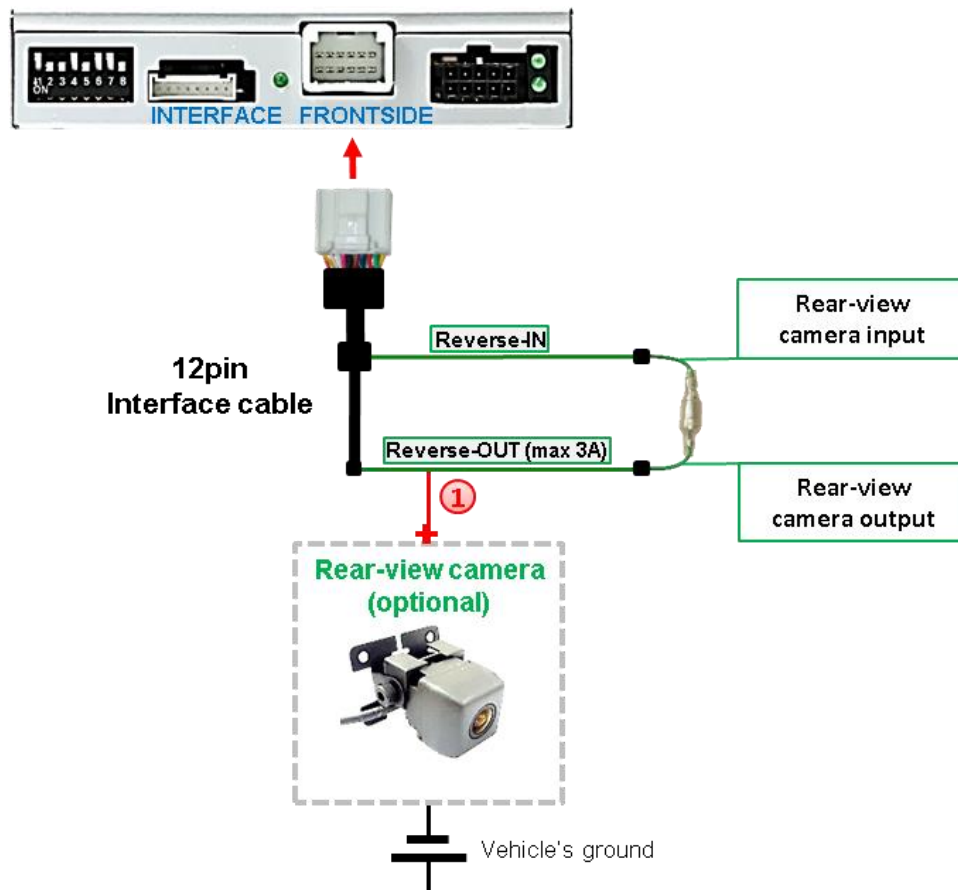 1 2 3 4 5 6 7 8
ON
INTERFACE FRONTSIDE
Reverse-IN
Rear-view
camera input
12pin
Interface cable
Reverse-OUT (max 3A)
1
Rear-view
camera output
Rear-view camera
(optional)
Vehicle's ground